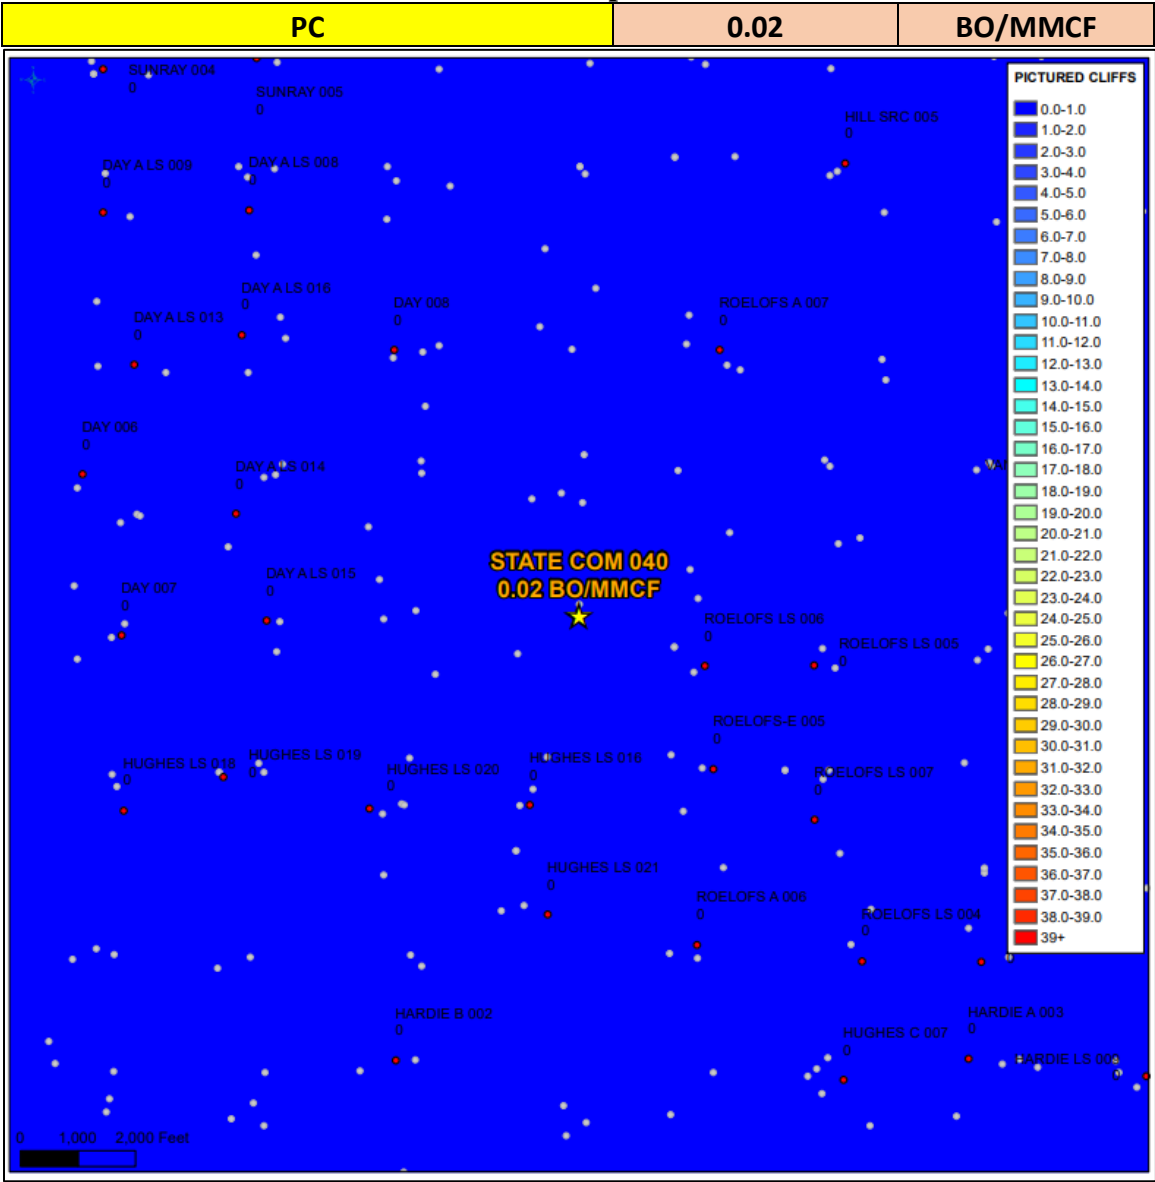 PC 0.02 BO/MMCF
SUNRAY 004
0
SUNRAY 005
0
HILL SRC 005
0
DAY A LS 009
0
DAY A LS 008
0
DAY A LS 016
0
DAY A LS 013
0
DAY 008
0
ROELOFS A 007
0
DAY 006
0
DAY A LS 014
0
STATE COM 040
0.02 BO/MMCF
DAY A LS 015
0
DAY 007
0
ROELOFS LS 006
0
ROELOFS LS 005
0
ROELOFS-E 005
0
HUGHES LS 018
0
HUGHES LS 019
0
HUGHES LS 020
0
HUGHES LS 016
0
ROELOFS LS 007
0
HUGHES LS 021
0
ROELOFS LS 004
0
HARDIE B 002
0
HARDIE A 003
0
HUGHES C 007
0
HARDIE LS
0
0 1,000 2,000 Feet
PICTURED CLIFFS
0.0-1.0
1.0-2.0
2.0-3.0
3.0-4.0
4.0-5.0
5.0-6.0
6.0-7.0
7.0-8.0
8.0-9.0
9.0-10.0
10.0-11.0
11.0-12.0
12.0-13.0
13.0-14.0
14.0-15.0
15.0-16.0
16.0-17.0
17.0-18.0
18.0-19.0
19.0-20.0
20.0-21.0
21.0-22.0
22.0-23.0
23.0-24.0
24.0-25.0
25.0-26.0
26.0-27.0
27.0-28.0
28.0-29.0
29.0-30.0
30.0-31.0
31.0-32.0
32.0-33.0
33.0-34.0
34.0-35.0
35.0-36.0
36.0-37.0
37.0-38.0
38.0-39.0
39+